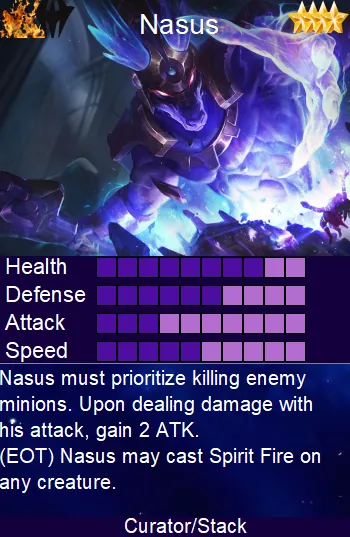 Nasus
Health
Defense
Attack
Speed
Nasus must prioritize killing enemy
minions. Upon dealing damage with
his attack, gain 2 ATK.
(EOT) Nasus may cast Spirit Fire on
any creature.
Curator/Stack